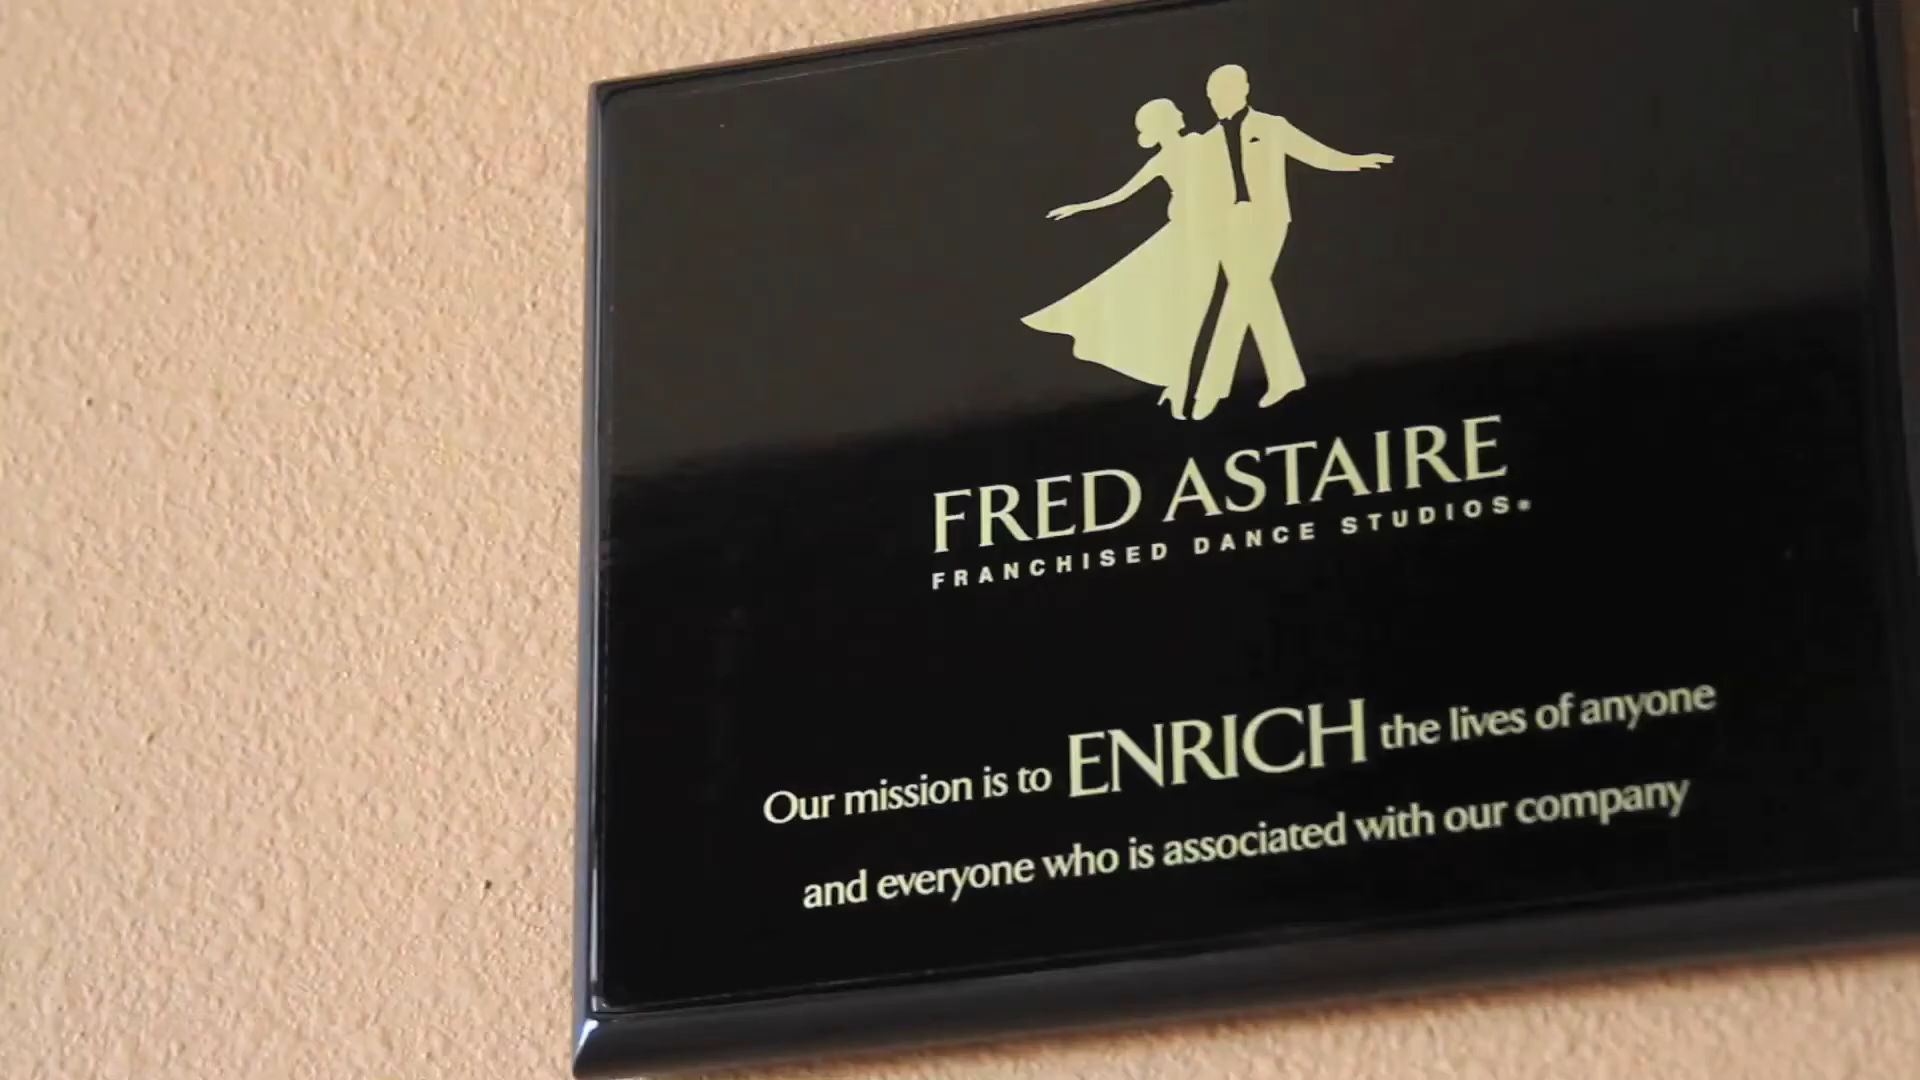 FRED ASTAIRE
FRANCHISED DANCE STUDIOS®
Our mission is to ENRICH the lives of anyone
and everyone who is associated with our company